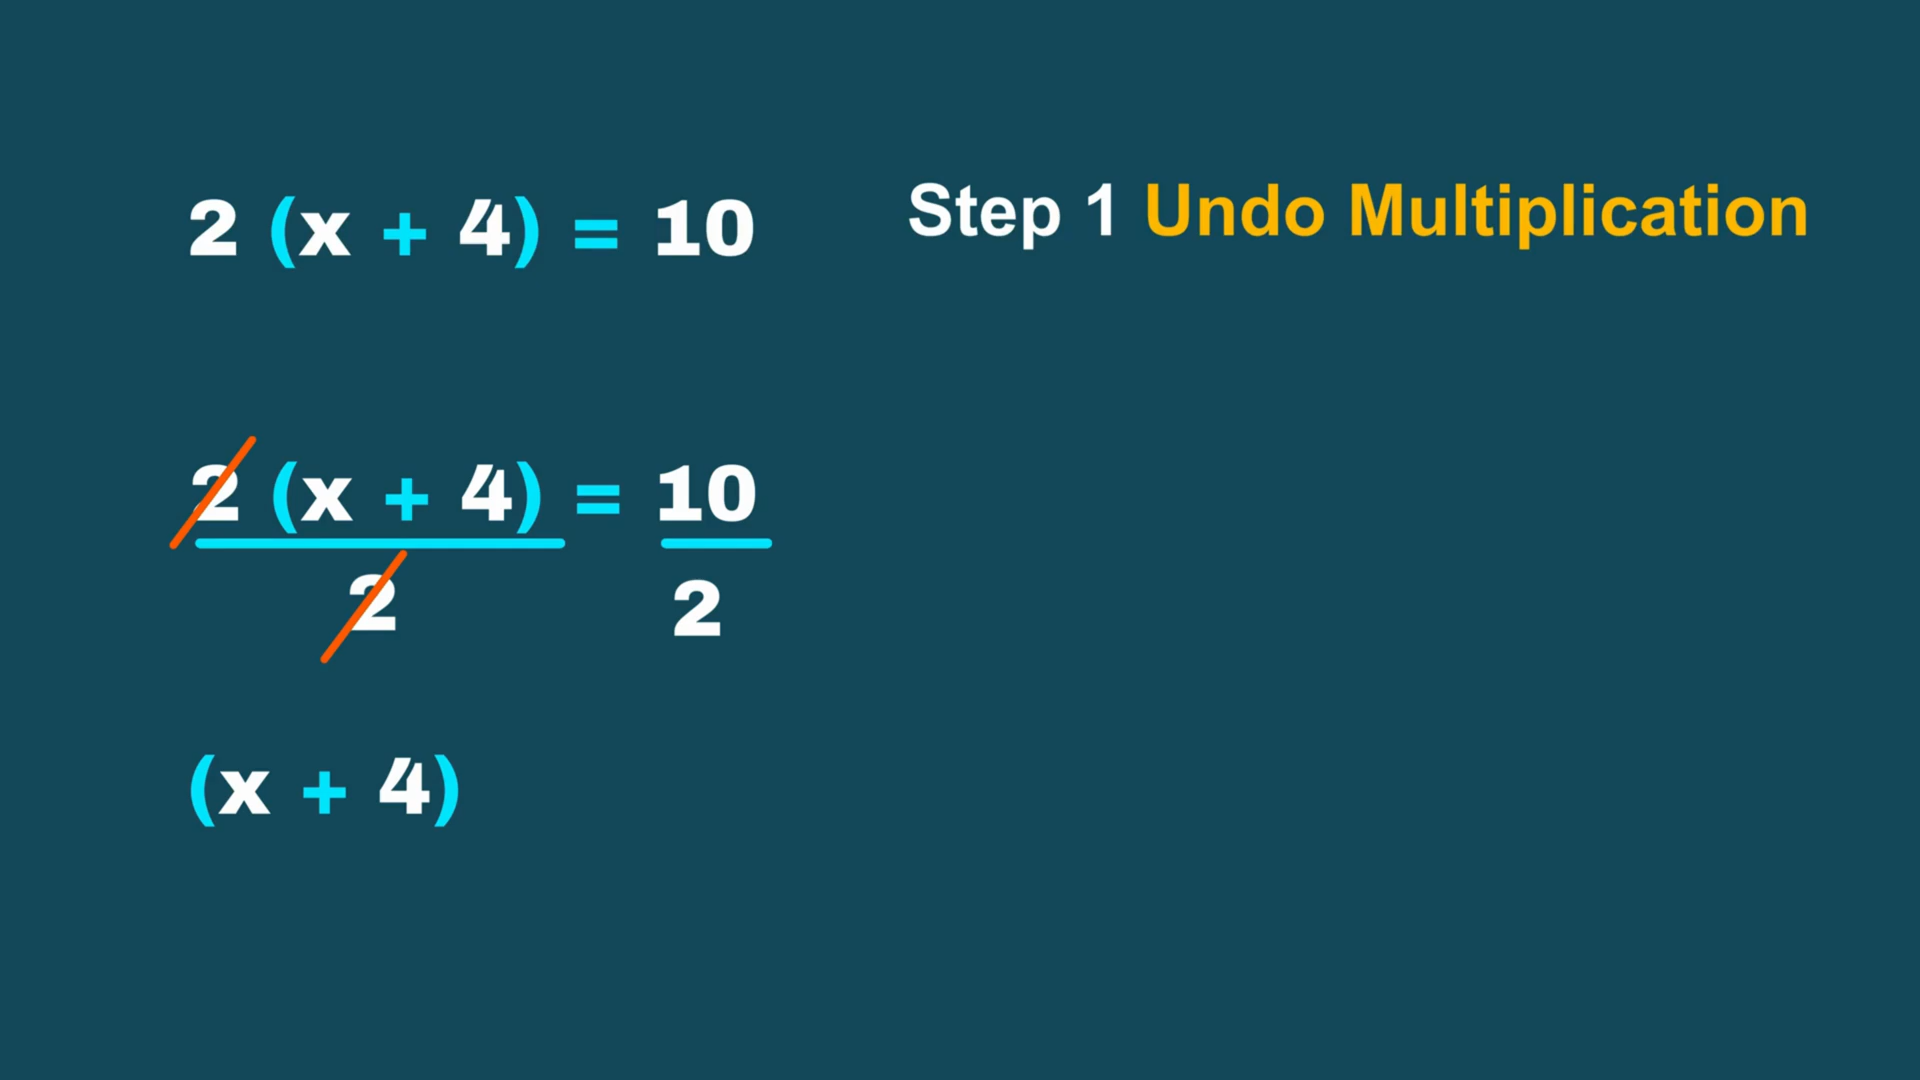 2 (x + 4) = 10
Step 1 Undo Multiplication
2 (x + 4) = 10
2 2
(x + 4)